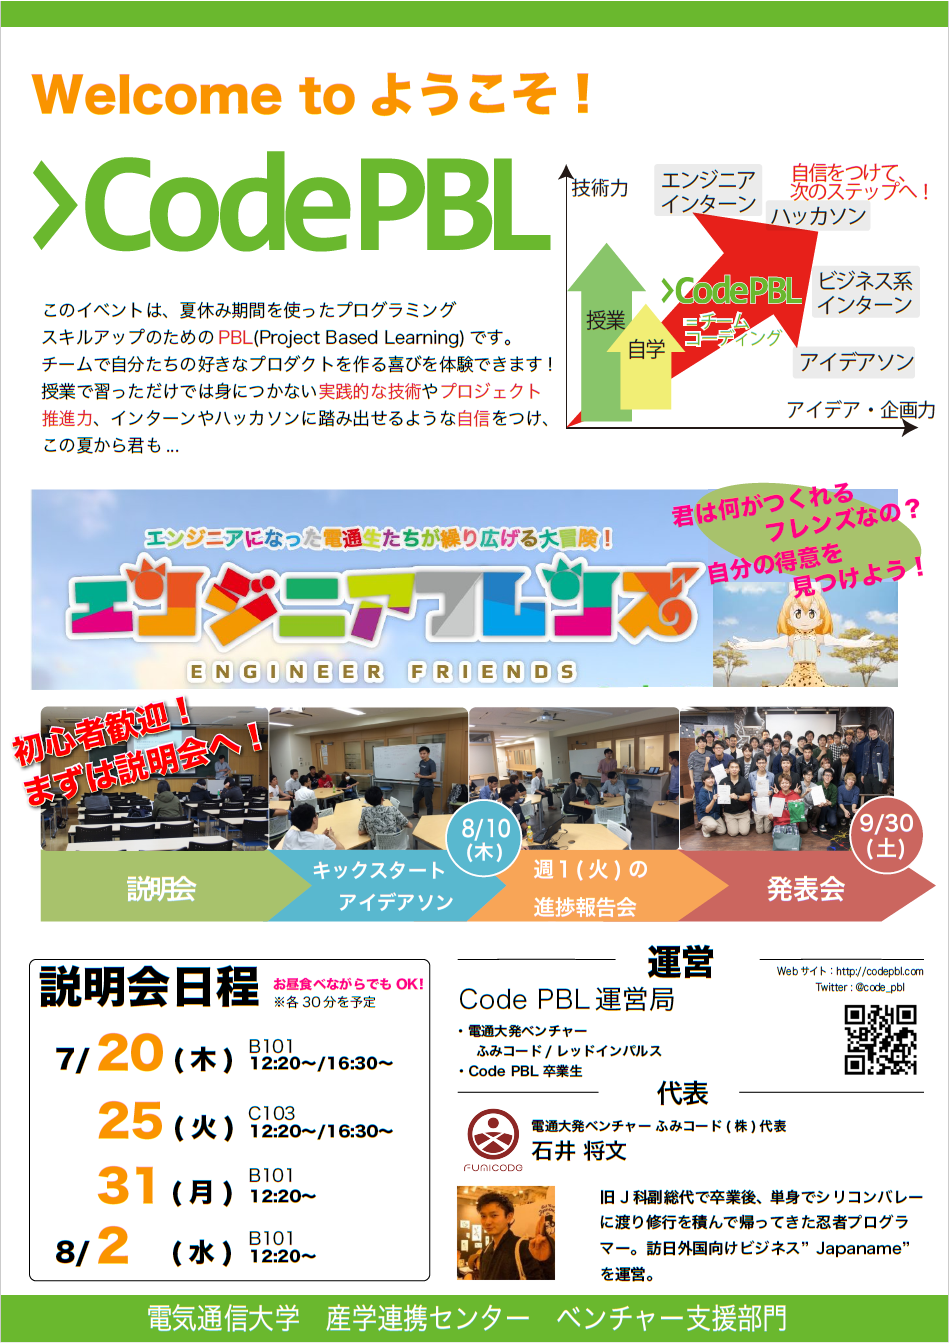 Welcome to ようこそ！
>CodePBL
技術力
エンジニア
インターン
自信をつけて、
次のステップへ！
ハッカソン
ビジネス系
インターン
アイデアソン
>CodePBL
=チーム
コーディング
授業
自学
アイデア・企画力
このイベントは、夏休み期間を使ったプログラミング
スキルアップのための PBL(Project Based Learning) です。
チームで自分たちの好きなプロダクトを作る喜びを体験できます！
授業で習っただけでは身につかない実践的な技術やプロジェクト
推進力、インターンやハッカソンに踏み出せるような自信をつけ、
この夏から君も ...
君は何がつくれる
フレンズなの？
自分の得意を
見つけよう！
エンジニアになった電通生たちが繰り広げる大冒険！
エンジニアフレンズ
ENGINEER FRIENDS
初心者歓迎！
まずは説明会へ！
8/10
(木)
9/30
(土)
説明会
キックスタート
アイデアソン
週１(火)の
進捗報告会
発表会
説明会日程
お昼食べながらでも OK!
※各 30 分を予定
7/ 20 (木) B101
12:20～/16:30～
25 (火) C103
12:20～/16:30～
31 (月) B101
12:20～
8/ 2 (水) B101
12:20～
運営
Web サイト : http://codepbl.com
Twitter : @code_pbl
Code PBL 運営局
・電通大発ベンチャー
ふみコード / レッドインパルス
・Code PBL 卒業生
代表
FUMICODE
電通大発ベンチャー ふみコード (株) 代表
石井 将文
旧 J 科副総代で卒業後、単身でシリコンバレー
に渡り修行を積んで帰ってきた忍者プログラ
マー。訪日外国向けビジネス” Japaname”
を運営。
電気通信大学　産学連携センター　ベンチャー支援部門